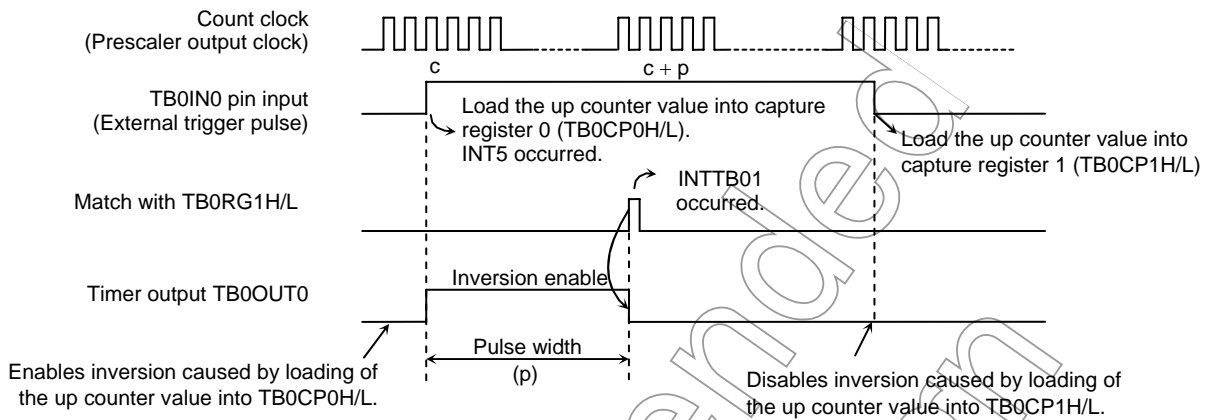 Count clock
(Prescaler output clock)
c
c + p
TB0IN0 pin input
(External trigger pulse)
Load the up counter value into capture
register 0 (TB0CP0H/L).
INT5 occurred.
Load the up counter value into
capture register 1 (TB0CP1H/L)
Match with TB0RG1H/L
INTTB01
occurred.
Timer output TB0OUT0
Inversion enable
Pulse width
(p)
Enables inversion caused by loading of
the up counter value into TB0CP0H/L.
Disables inversion caused by loading of
the up counter value into TB0CP1H/L.